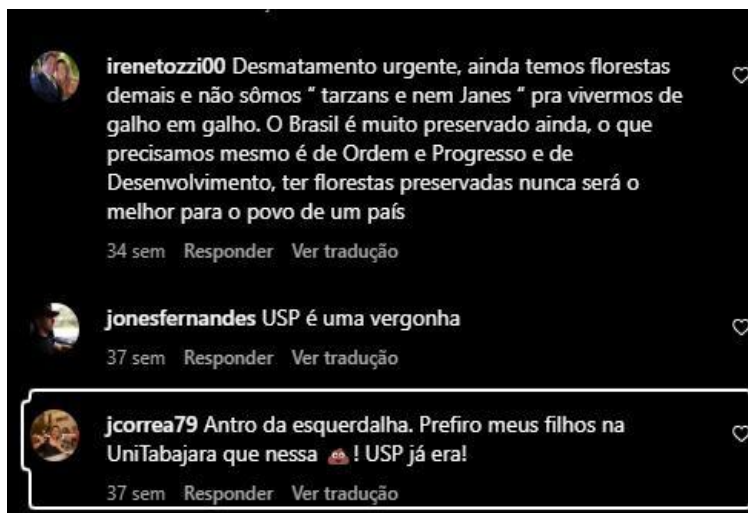 irenetozzi00 Desmatamento urgente, ainda temos florestas
demais e não sômos “ tarzans e nem Janes “ pra vivermos de
galho em galho. O Brasil é muito preservado ainda, o que
precisamos mesmo é de Ordem e Progresso e de
Desenvolvimento, ter florestas preservadas nunca será o
melhor para o povo de um país
34 sem Responder Ver tradução
jonesfernandes USP é uma vergonha
37 sem Responder Ver tradução
jcorrea79 Antro da esquerdalha. Prefiro meus filhos na
UniTabajara que nessa 💩! USP já era!
37 sem Responder Ver tradução